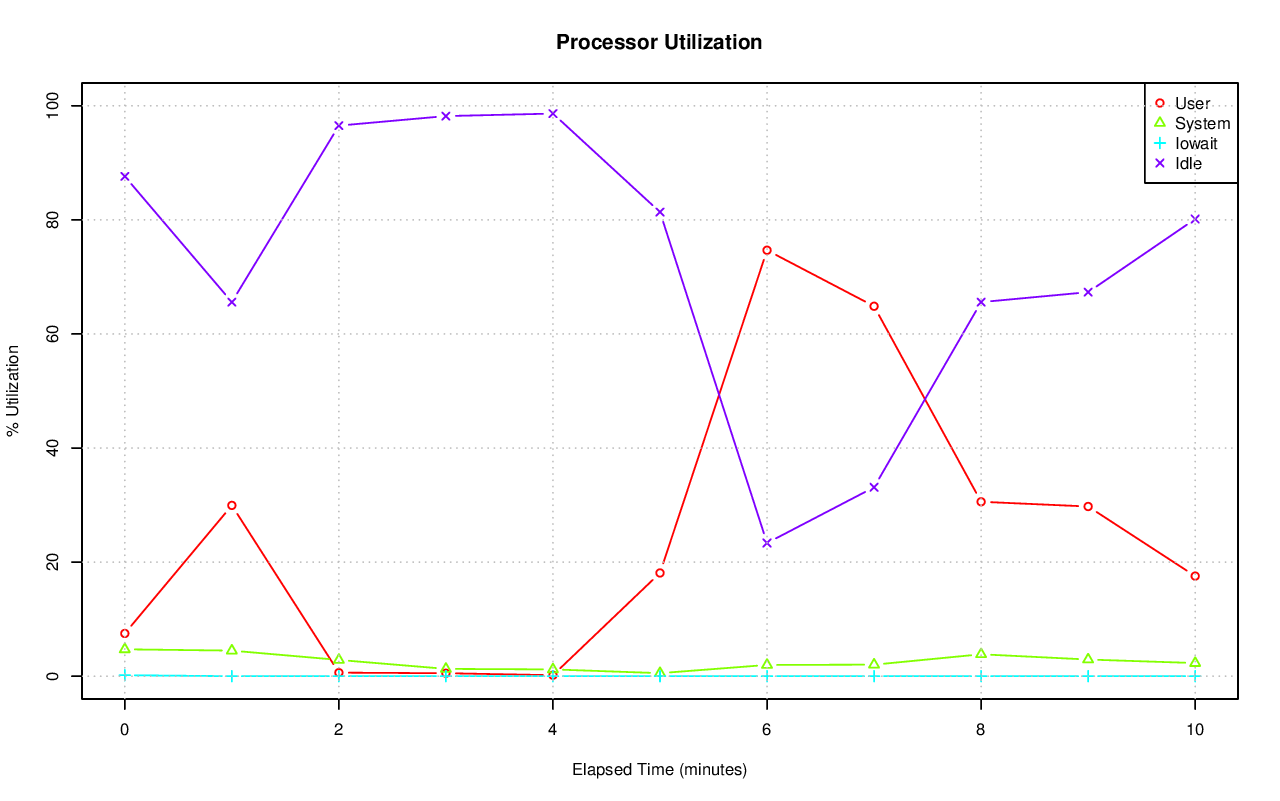 Processor Utilization
User
System
Iowait
Idle
100
80
60
40
20
0
% Utilization
0 2 4 6 8 10
Elapsed Time (minutes)